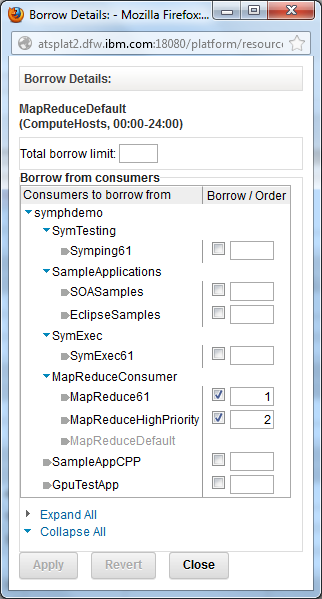 Borrow Details: - Mozilla Firefox:...
atsplat2.dfw.ibm.com:18080/platform/resourc
Borrow Details:
MapReduceDefault
(ComputeHosts, 00:00-24:00)
Total borrow limit:
Borrow from consumers
Consumers to borrow from Borrow / Order
symphdemo
SymTesting
Symping61
SampleApplications
SOASamples
EclipseSamples
SymExec
SymExec61
MapReduceConsumer
MapReduce61 1
MapReduceHighPriority 2
MapReduceDefault
SampleAppCPP
GpuTestApp
Expand All
Collapse All
Apply Revert Close